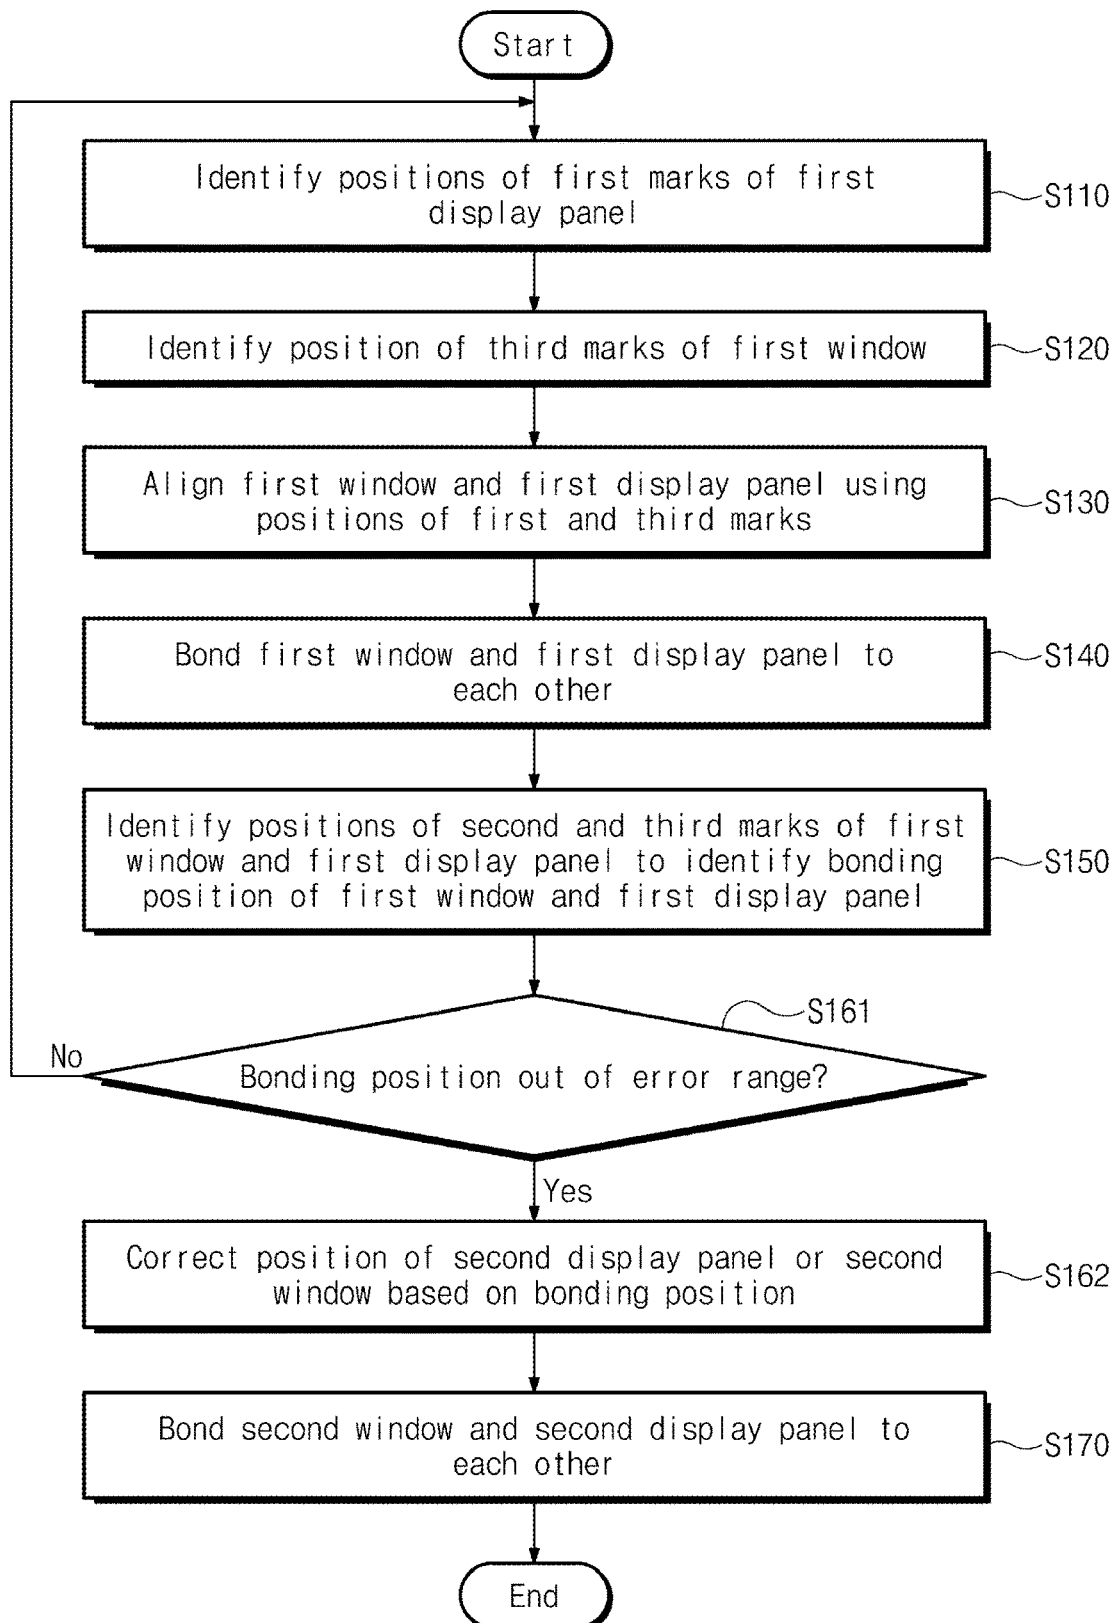 Start
Identify positions of first marks of first
display panel
S110
Identify position of third marks of first window
S120
Align first window and first display panel using
positions of first and third marks
S130
Bond first window and first display panel to
each other
S140
Identify positions of second and third marks of first
window and first display panel to identify bonding
position of first window and first display panel
S150
S161
No
Bonding position out of error range?
Yes
Correct position of second display panel or second
window based on bonding position
S162
Bond second window and second display panel to
each other
S170
End